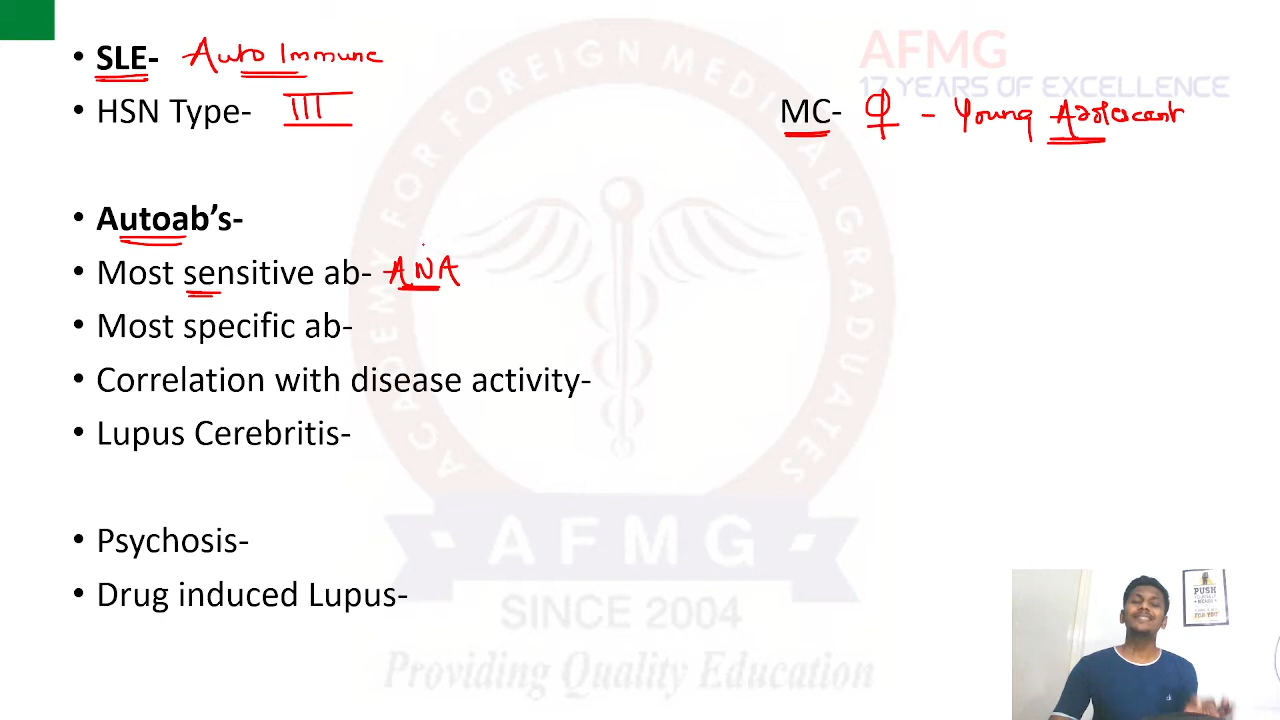 AFMG
17 YEARS OF EXCELLENCE
• SLE- Auto Immune
• HSN Type- III
MC- ♀ - Young Adolescent
• Autoab's-
• Most sensitive ab- ANA
• Most specific ab-
• Correlation with disease activity-
• Lupus Cerebritis-
• Psychosis-
• Drug induced Lupus-
ACADEMY FOR FOREIGN MEDICAL GRADUATES
AFMG
SINCE 2004
Providing Quality Education
PUSH